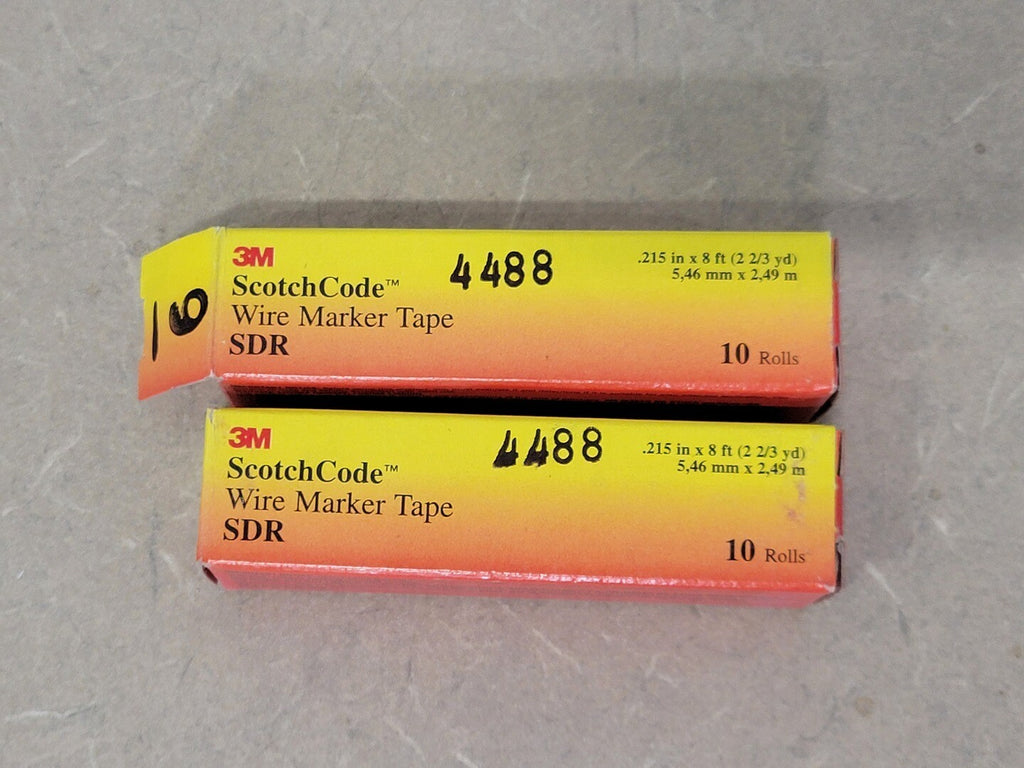 3M
ScotchCode™
Wire Marker Tape
SDR
4488
.215 in x 8 ft (2 2/3 yd)
5,46 mm x 2,49 m
10 Rolls
16
3M
ScotchCode™
Wire Marker Tape
SDR
4488
.215 in x 8 ft (2 2/3 yd)
5,46 mm x 2,49 m
10 Rolls